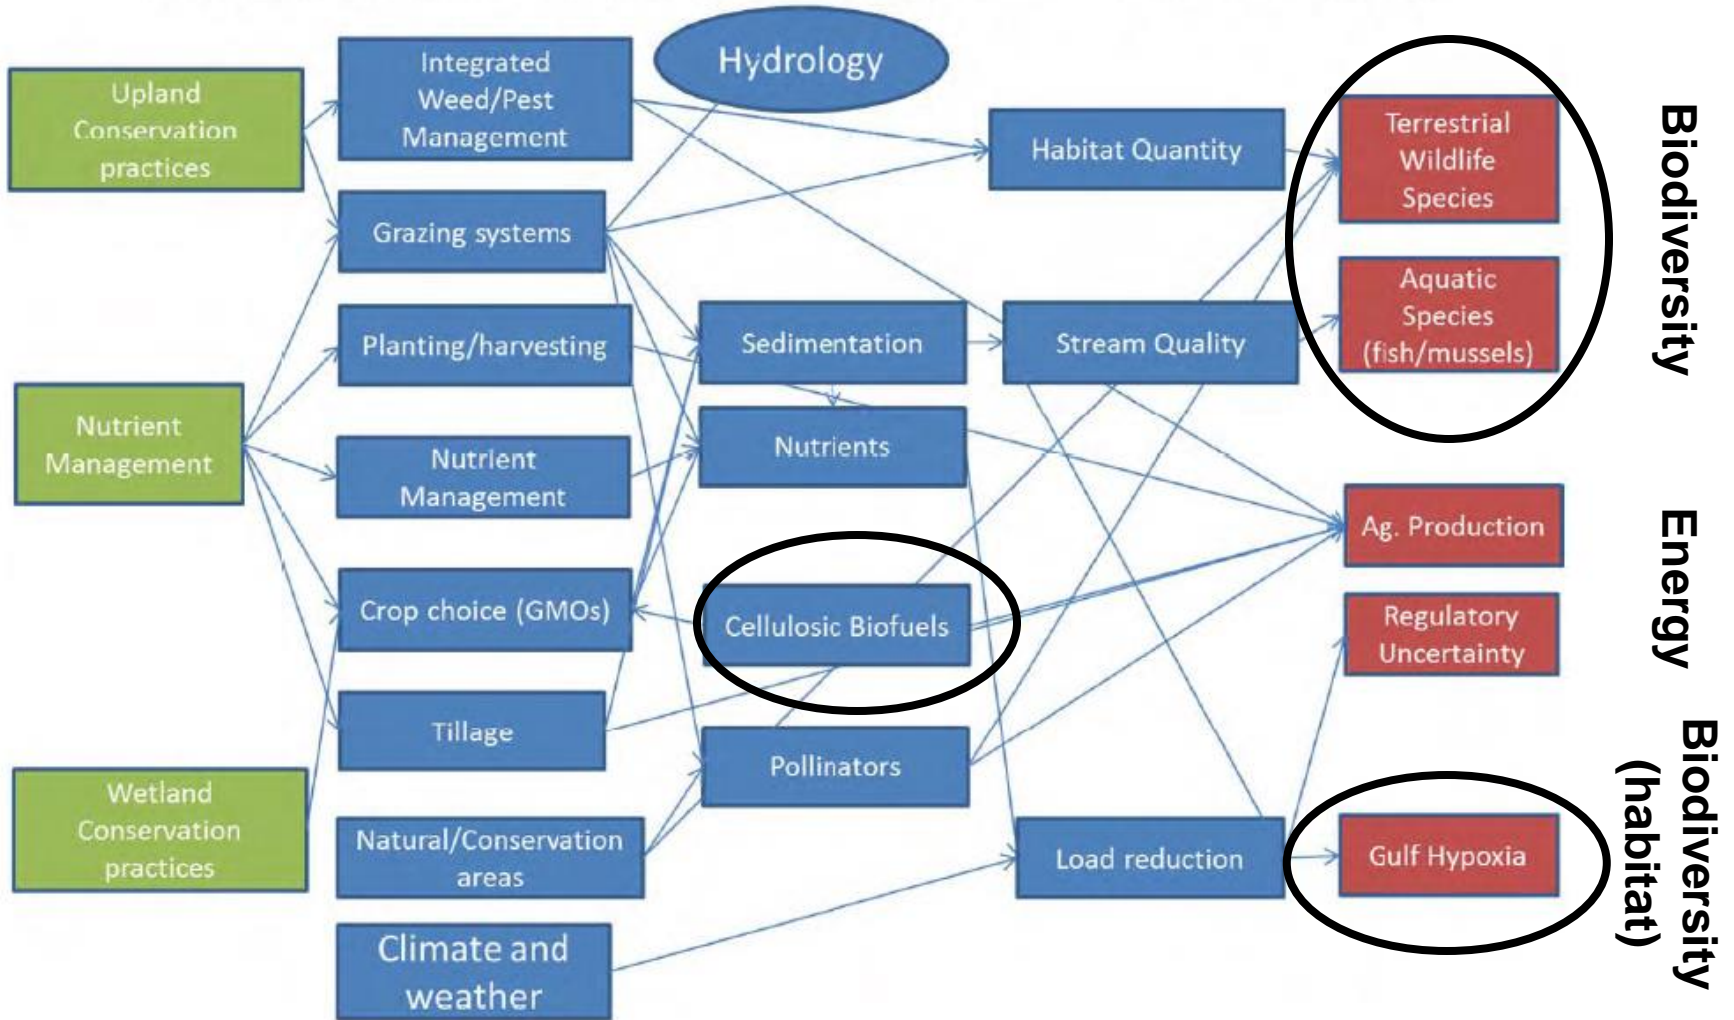 Hydrology
Upland
Conservation
practices
Integrated
Weed/Pest
Management
Habitat Quantity
Terrestrial
Wildlife
Species
Biodiversity
Grazing systems
Planting/harvesting
Sedimentation
Stream Quality
Aquatic
Species
(fish/mussels)
Nutrient
Management
Nutrient
Management
Nutrients
Ag. Production
Energy
Crop choice (GMOs)
Cellulosic Biofuels
Regulatory
Uncertainty
Tillage
Pollinators
Wetland
Conservation
practices
Natural/Conservation
areas
Load reduction
Gulf Hypoxia
Biodiversity
(habitat)
Climate and
weather